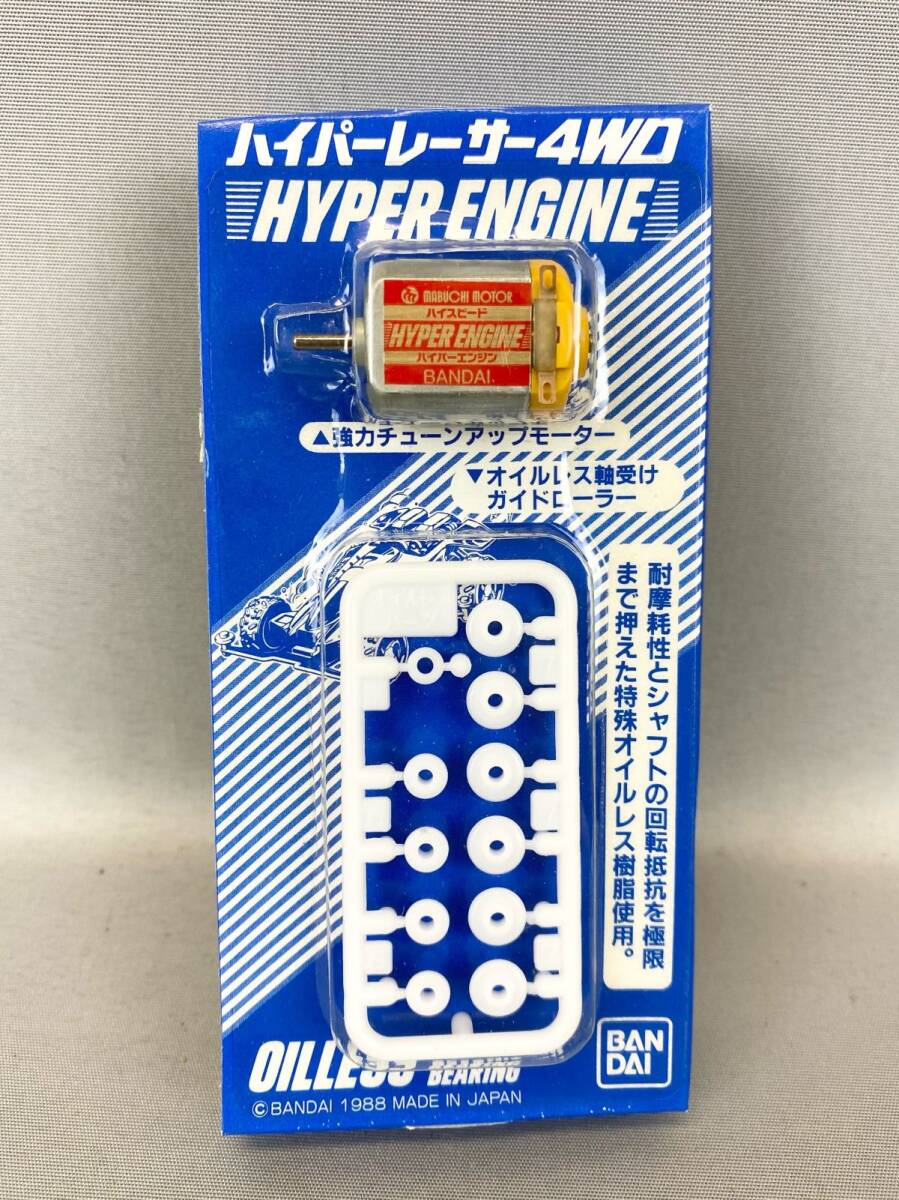 ハイパーレーサー4WD
HYPER ENGINE
MABUCHI MOTOR
ハイスピード
HYPER ENGINE
ハイパーエンジン
BANDAI
▲強力チューンアップモーター
▼オイルレス軸受け
ガイドローラー
耐摩耗性とシャフトの回転抵抗を極限
まで押えた特殊オイルレス樹脂使用。
OILLESS
BEARING
BAN
DAI
©BANDAI 1988 MADE IN JAPAN